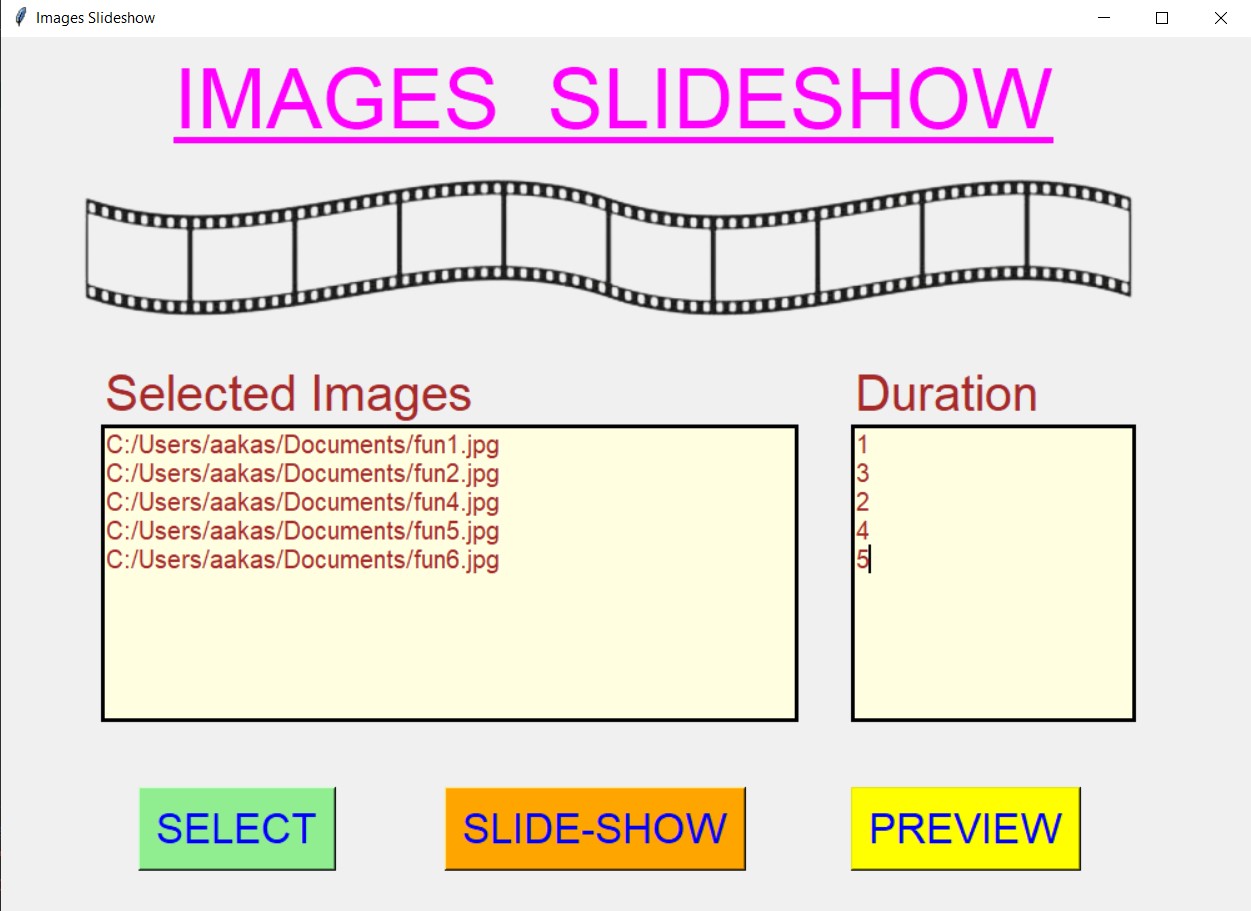 Images Slideshow
IMAGES SLIDESHOW
Selected Images
C:/Users/aakas/Documents/fun1.jpg
C:/Users/aakas/Documents/fun2.jpg
C:/Users/aakas/Documents/fun4.jpg
C:/Users/aakas/Documents/fun5.jpg
C:/Users/aakas/Documents/fun6.jpg
Duration
1
3
2
4
5
SELECT
SLIDE-SHOW
PREVIEW